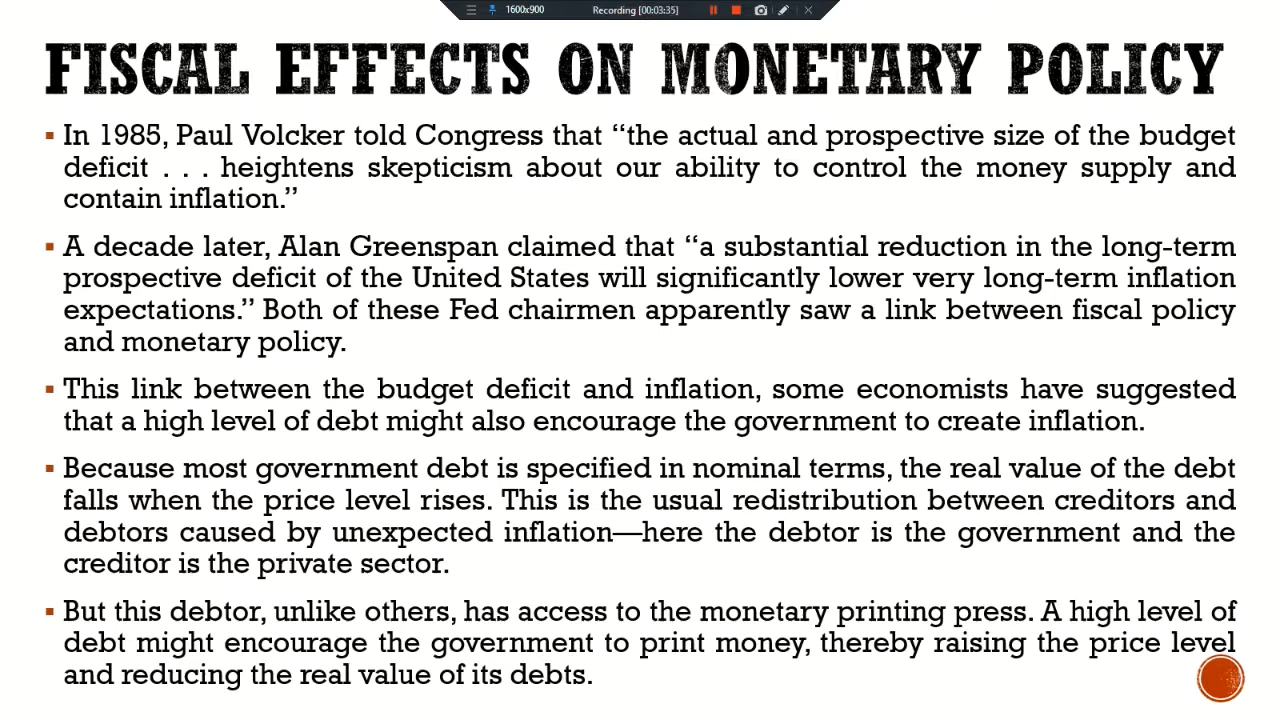 1600x900 Recording [00:03:35]
FISCAL EFFECTS ON MONETARY POLICY
▪ In 1985, Paul Volcker told Congress that “the actual and prospective size of the budget
deficit . . . heightens skepticism about our ability to control the money supply and
contain inflation.”
▪ A decade later, Alan Greenspan claimed that “a substantial reduction in the long-term
prospective deficit of the United States will significantly lower very long-term inflation
expectations.” Both of these Fed chairmen apparently saw a link between fiscal policy
and monetary policy.
▪ This link between the budget deficit and inflation, some economists have suggested
that a high level of debt might also encourage the government to create inflation.
▪ Because most government debt is specified in nominal terms, the real value of the debt
falls when the price level rises. This is the usual redistribution between creditors and
debtors caused by unexpected inflation—here the debtor is the government and the
creditor is the private sector.
▪ But this debtor, unlike others, has access to the monetary printing press. A high level of
debt might encourage the government to print money, thereby raising the price level
and reducing the real value of its debts.